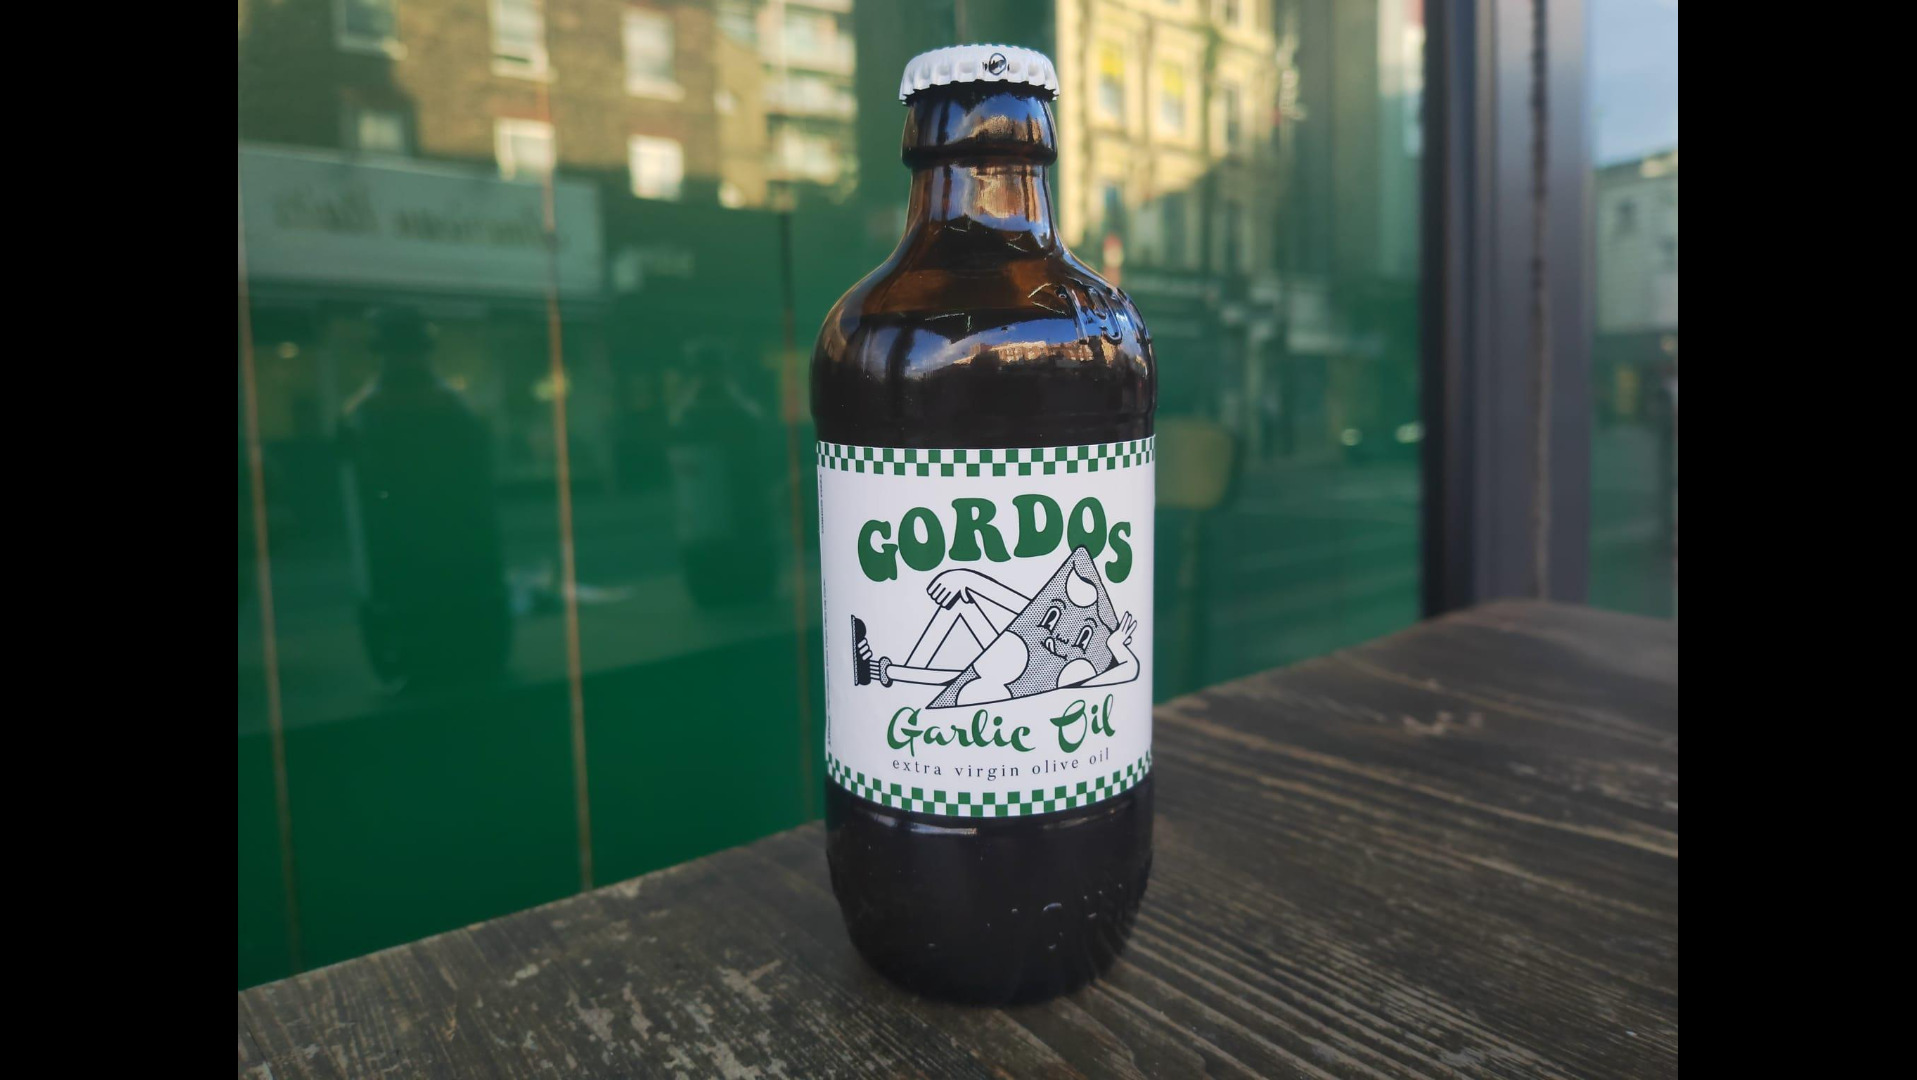 GORDOS
Garlic Oil
extra virgin olive oil